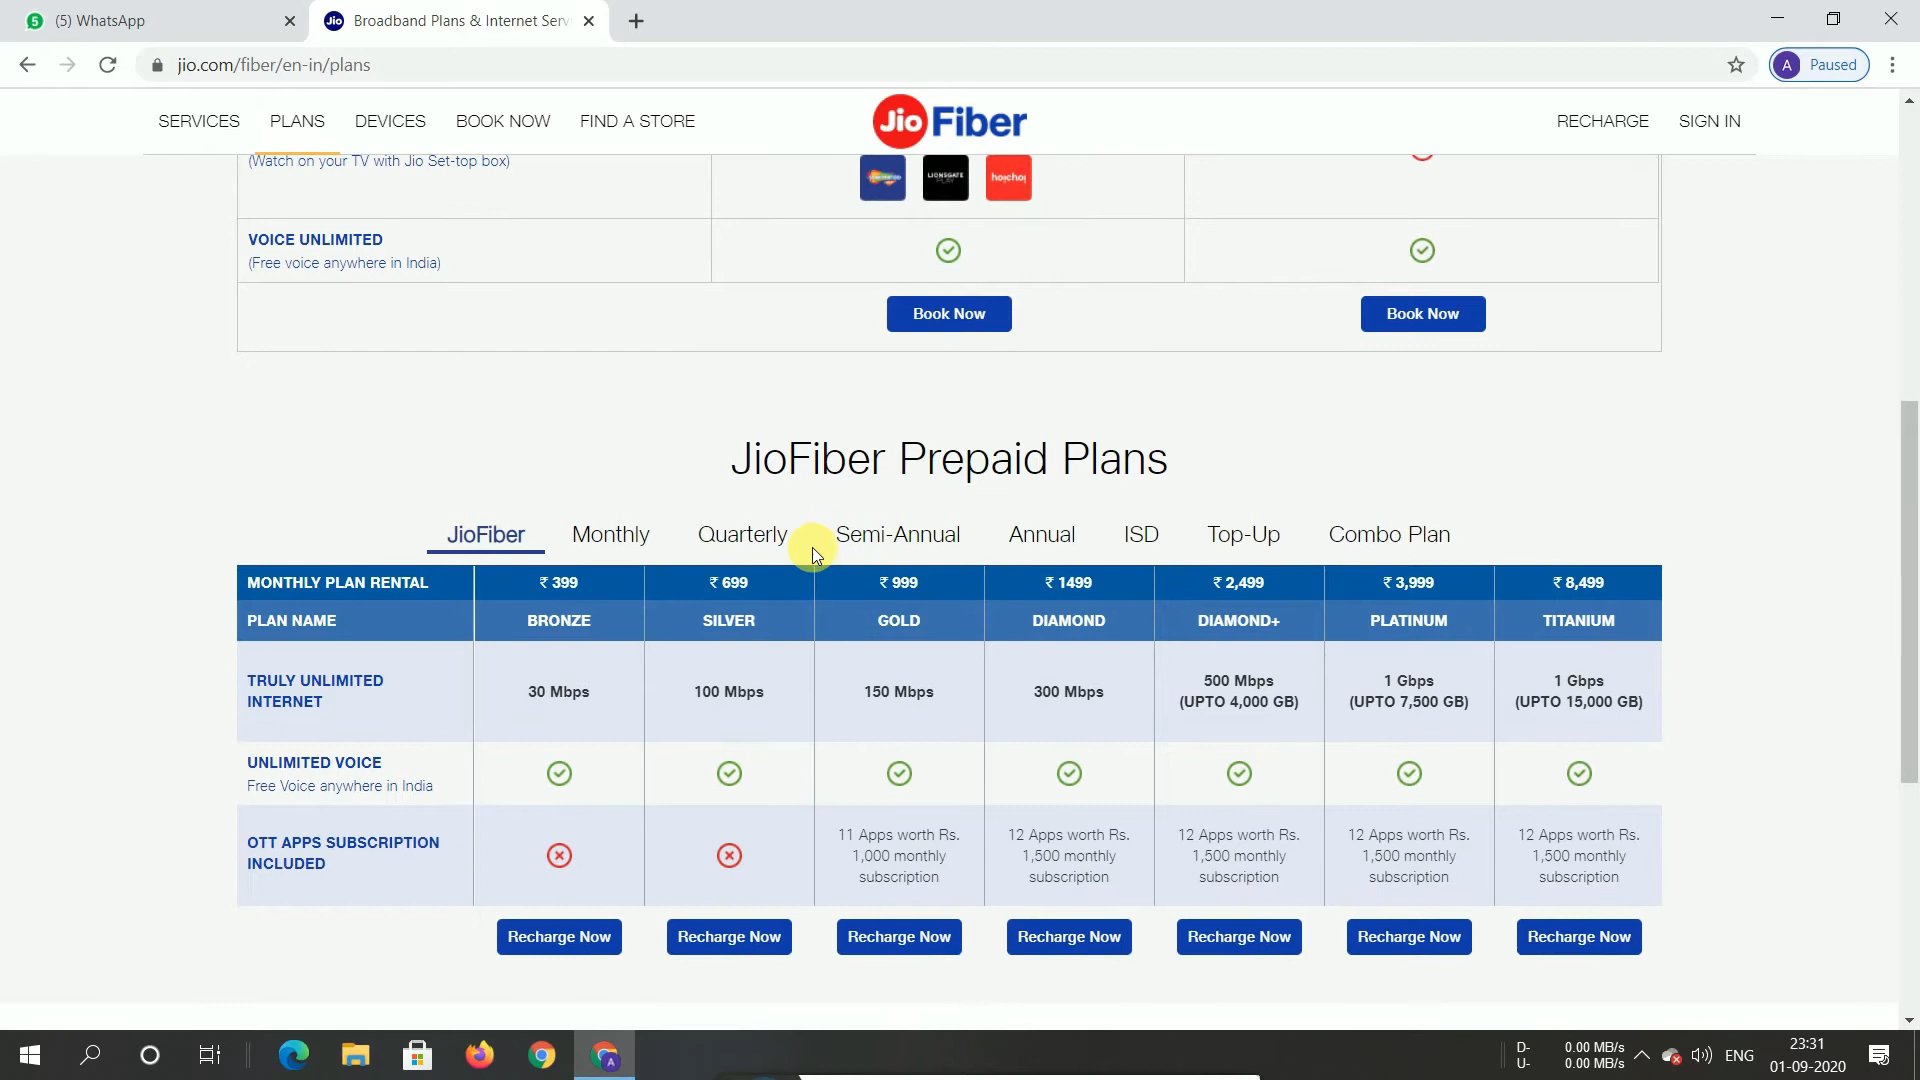 (5) WhatsApp
Broadband Plans & Internet Serv
jio.com/fiber/en-in/plans
A Paused
SERVICES PLANS DEVICES BOOK NOW FIND A STORE
Jio Fiber
RECHARGE SIGN IN
(Watch on your TV with Jio Set-top box)
LIONSGATE PLAY
hoichoi
VOICE UNLIMITED
(Free voice anywhere in India)
Book Now Book Now
JioFiber Prepaid Plans
JioFiber Monthly Quarterly Semi-Annual Annual ISD Top-Up Combo Plan
MONTHLY PLAN RENTAL ₹ 399 ₹ 699 ₹ 999 ₹ 1499 ₹ 2,499 ₹ 3,999 ₹ 8,499
PLAN NAME BRONZE SILVER GOLD DIAMOND DIAMOND+ PLATINUM TITANIUM
TRULY UNLIMITED
INTERNET
30 Mbps 100 Mbps 150 Mbps 300 Mbps
500 Mbps
(UPTO 4,000 GB)
1 Gbps
(UPTO 7,500 GB)
1 Gbps
(UPTO 15,000 GB)
UNLIMITED VOICE
Free Voice anywhere in India
OTT APPS SUBSCRIPTION
INCLUDED
11 Apps worth Rs.
1,000 monthly
subscription
12 Apps worth Rs.
1,500 monthly
subscription
12 Apps worth Rs.
1,500 monthly
subscription
12 Apps worth Rs.
1,500 monthly
subscription
12 Apps worth Rs.
1,500 monthly
subscription
Recharge Now Recharge Now Recharge Now Recharge Now Recharge Now Recharge Now Recharge Now
D- 0.00 MB/s
U- 0.00 MB/s
ENG
23:31
01-09-2020